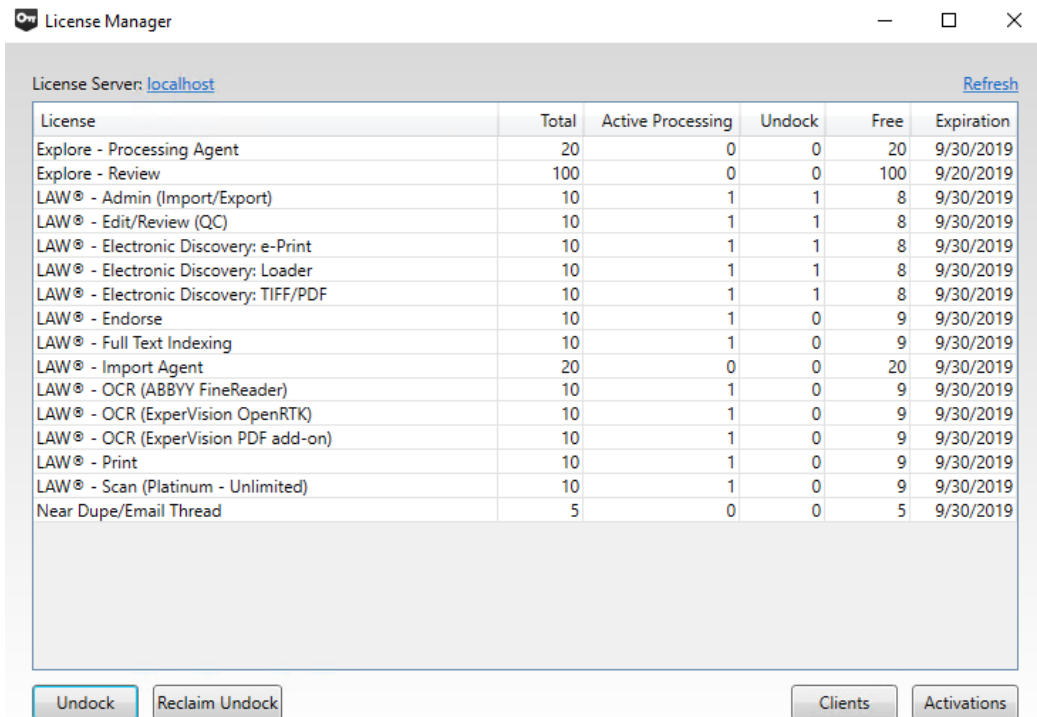 License Manager
License Server: localhost Refresh
License Total Active Processing Undock Free Expiration
Explore - Processing Agent 20 0 0 20 9/30/2019
Explore - Review 100 0 0 100 9/20/2019
LAW® - Admin (Import/Export) 10 1 1 8 9/30/2019
LAW® - Edit/Review (QC) 10 1 1 8 9/30/2019
LAW® - Electronic Discovery: e-Print 10 1 1 8 9/30/2019
LAW® - Electronic Discovery: Loader 10 1 1 8 9/30/2019
LAW® - Electronic Discovery: TIFF/PDF 10 1 1 8 9/30/2019
LAW® - Endorse 10 1 0 9 9/30/2019
LAW® - Full Text Indexing 10 1 0 9 9/30/2019
LAW® - Import Agent 20 0 0 20 9/30/2019
LAW® - OCR (ABBYY FineReader) 10 1 0 9 9/30/2019
LAW® - OCR (ExperVision OpenRTK) 10 1 0 9 9/30/2019
LAW® - OCR (ExperVision PDF add-on) 10 1 0 9 9/30/2019
LAW® - Print 10 1 0 9 9/30/2019
LAW® - Scan (Platinum - Unlimited) 10 1 0 9 9/30/2019
Near Dupe/Email Thread 5 0 0 5 9/30/2019
Undock Reclaim Undock Clients Activations